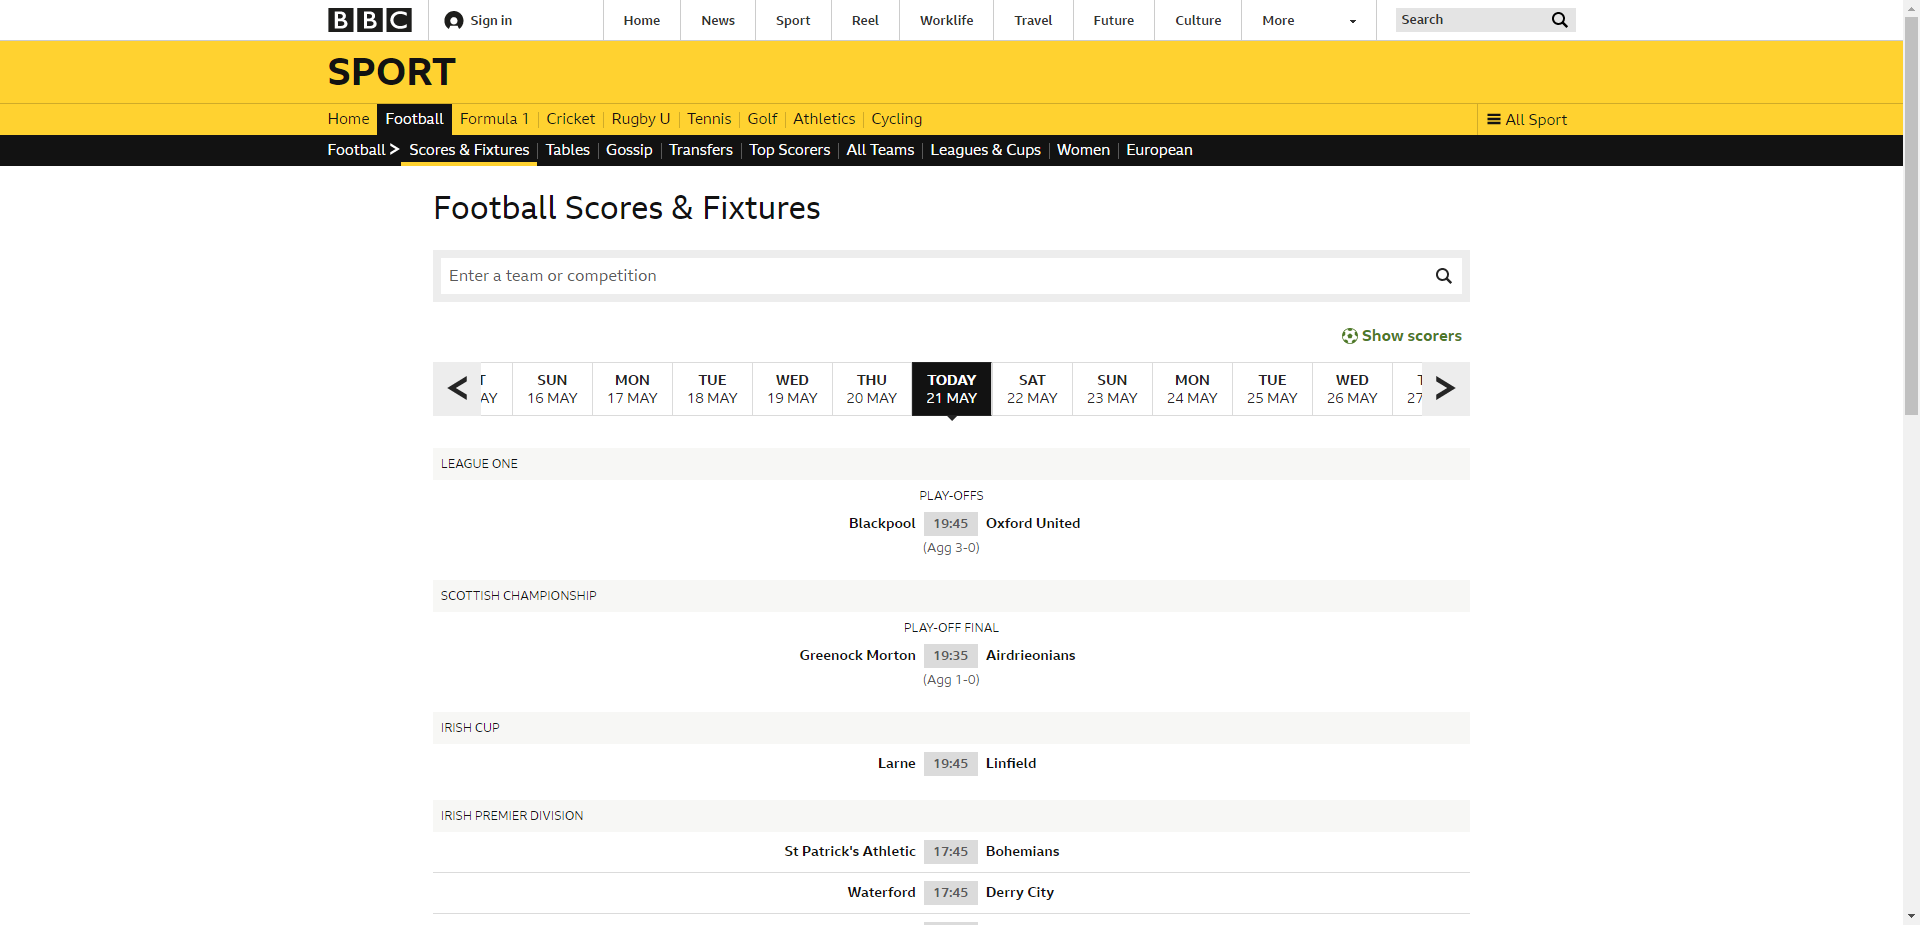 BBC Sign in Home News Sport Reel Worklife Travel Future Culture More Search
SPORT
Home Football Formula 1 Cricket Rugby U Tennis Golf Athletics Cycling All Sport
Football Scores & Fixtures Tables Gossip Transfers Top Scorers All Teams Leagues & Cups Women European
Football Scores & Fixtures
Enter a team or competition
Show scorers
T SUN MON TUE WED THU TODAY SAT SUN MON TUE WED T
AY 16 MAY 17 MAY 18 MAY 19 MAY 20 MAY 21 MAY 22 MAY 23 MAY 24 MAY 25 MAY 26 MAY 27
LEAGUE ONE
PLAY-OFFS
Blackpool 19:45 Oxford United
(Agg 3-0)
SCOTTISH CHAMPIONSHIP
PLAY-OFF FINAL
Greenock Morton 19:35 Airdrieonians
(Agg 1-0)
IRISH CUP
Larne 19:45 Linfield
IRISH PREMIER DIVISION
St Patrick's Athletic 17:45 Bohemians
Waterford 17:45 Derry City